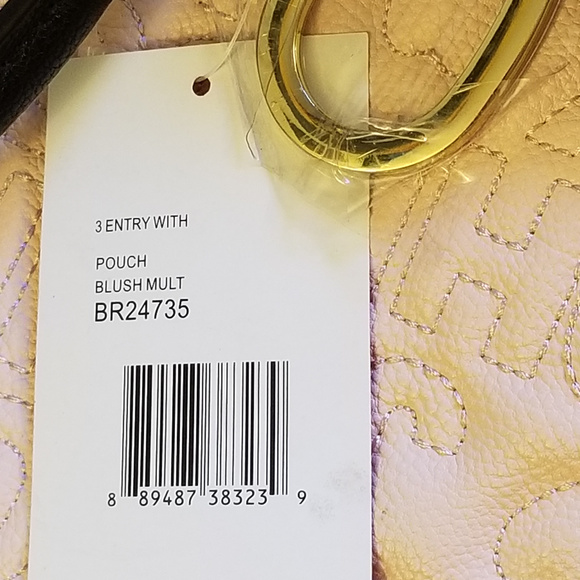 3 ENTRY WITH
POUCH
BLUSH MULT
BR24735
8 89487 38323 9